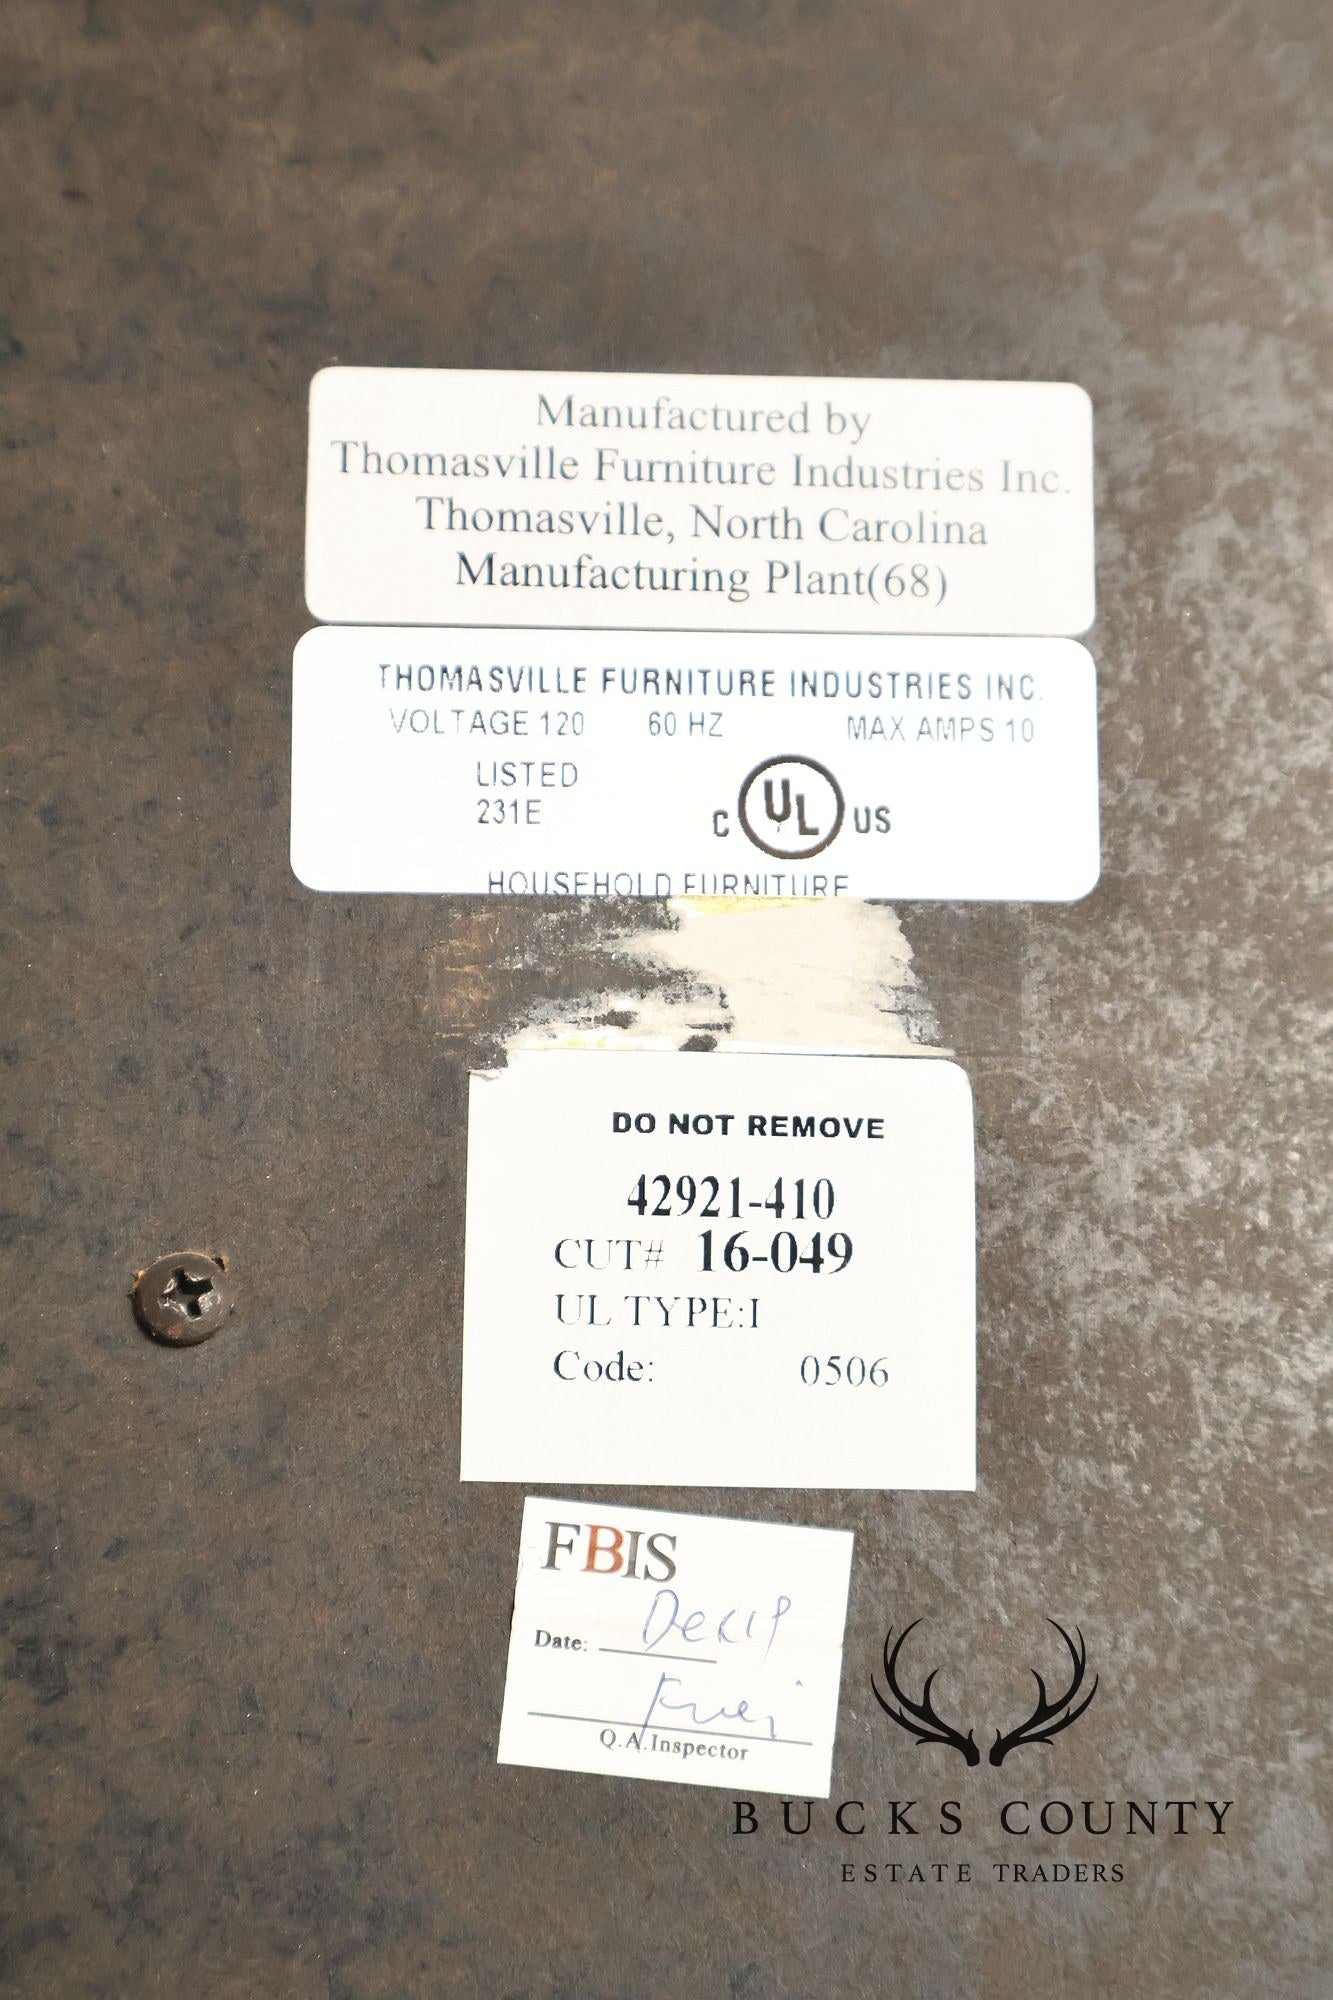 Manufactured by
Thomasville Furniture Industries Inc.
Thomasville, North Carolina
Manufacturing Plant(68)
THOMASVILLE FURNITURE INDUSTRIES INC.
VOLTAGE 120 60 HZ MAX AMPS 10
LISTED
231E
C UL US
HOUSEHOLD FURNITURE
DO NOT REMOVE
42921-410
CUT# 16-049
UL TYPE:I
Code: 0506
FBIS
Date:
Q.A.Inspector
BUCKS COUNTY
ESTATE TRADERS